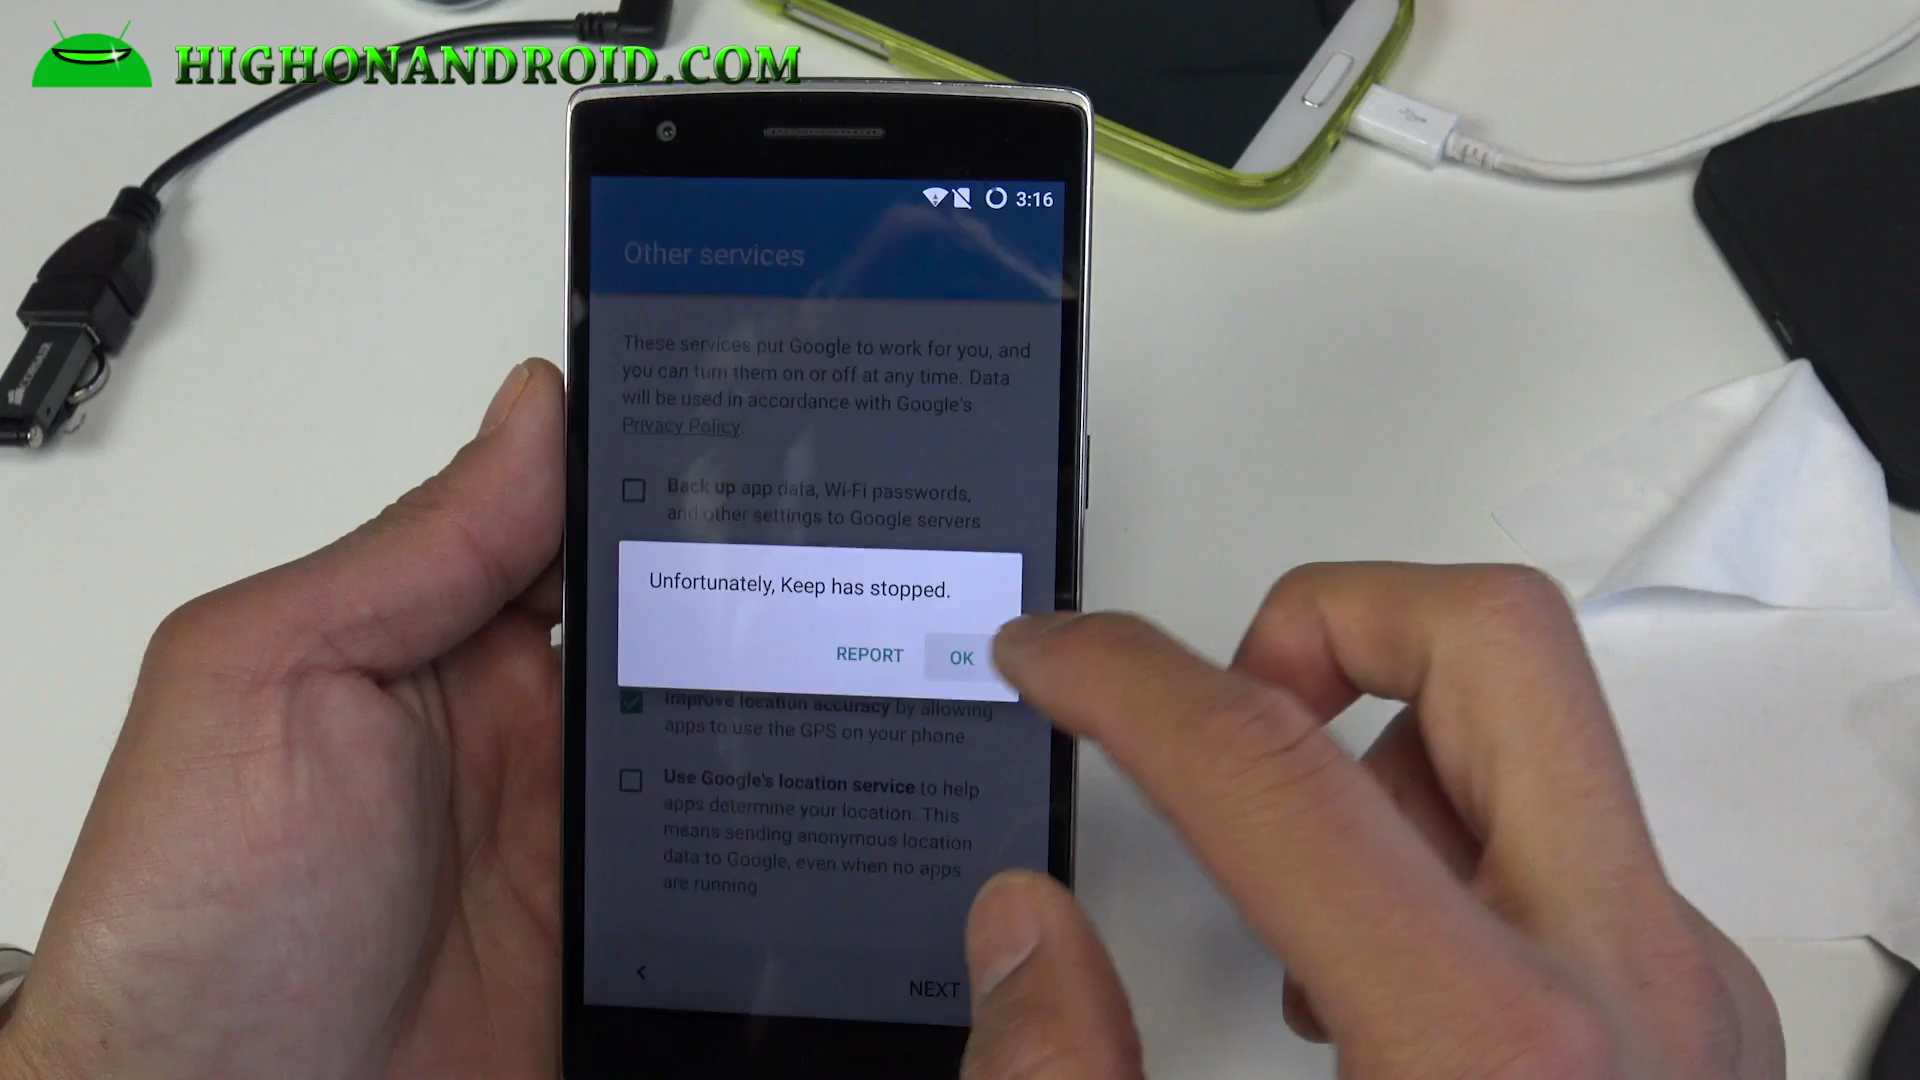 HIGHONANDROID.COM
3:16
Other services
These services put Google to work for you, and
you can turn them on or off at any time. Data
will be used in accordance with Google's
Privacy Policy.
Back up app data, Wi-Fi passwords,
and other settings to Google servers
Unfortunately, Keep has stopped.
REPORT OK
Improve location accuracy by allowing
apps to use the GPS on your phone
Use Google's location service to help
apps determine your location. This
means sending anonymous location
data to Google, even when no apps
are running
NEXT
CORSAIR